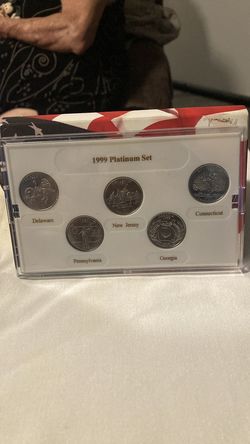 1999 Platinum Set
Delaware
New Jersey
Connecticut
Pennsylvania
Georgia